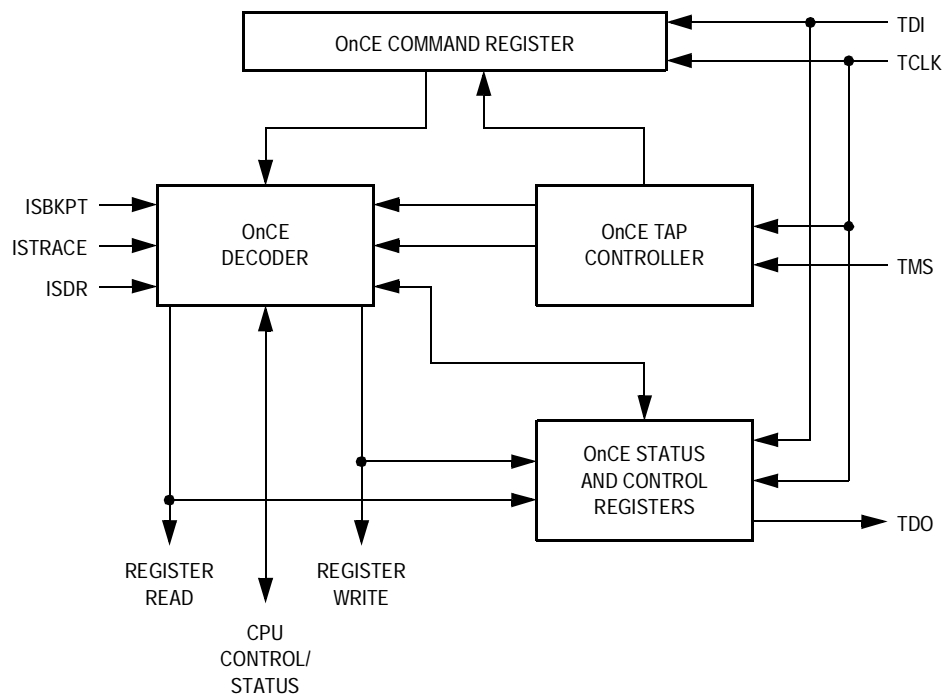 OnCE COMMAND REGISTER
TDI
TCLK
ISBKPT
ISTRACE
ISDR
OnCE
DECODER
OnCE TAP
CONTROLLER
TMS
OnCE STATUS
AND CONTROL
REGISTERS
TDO
REGISTER
READ
REGISTER
WRITE
CPU
CONTROL/
STATUS